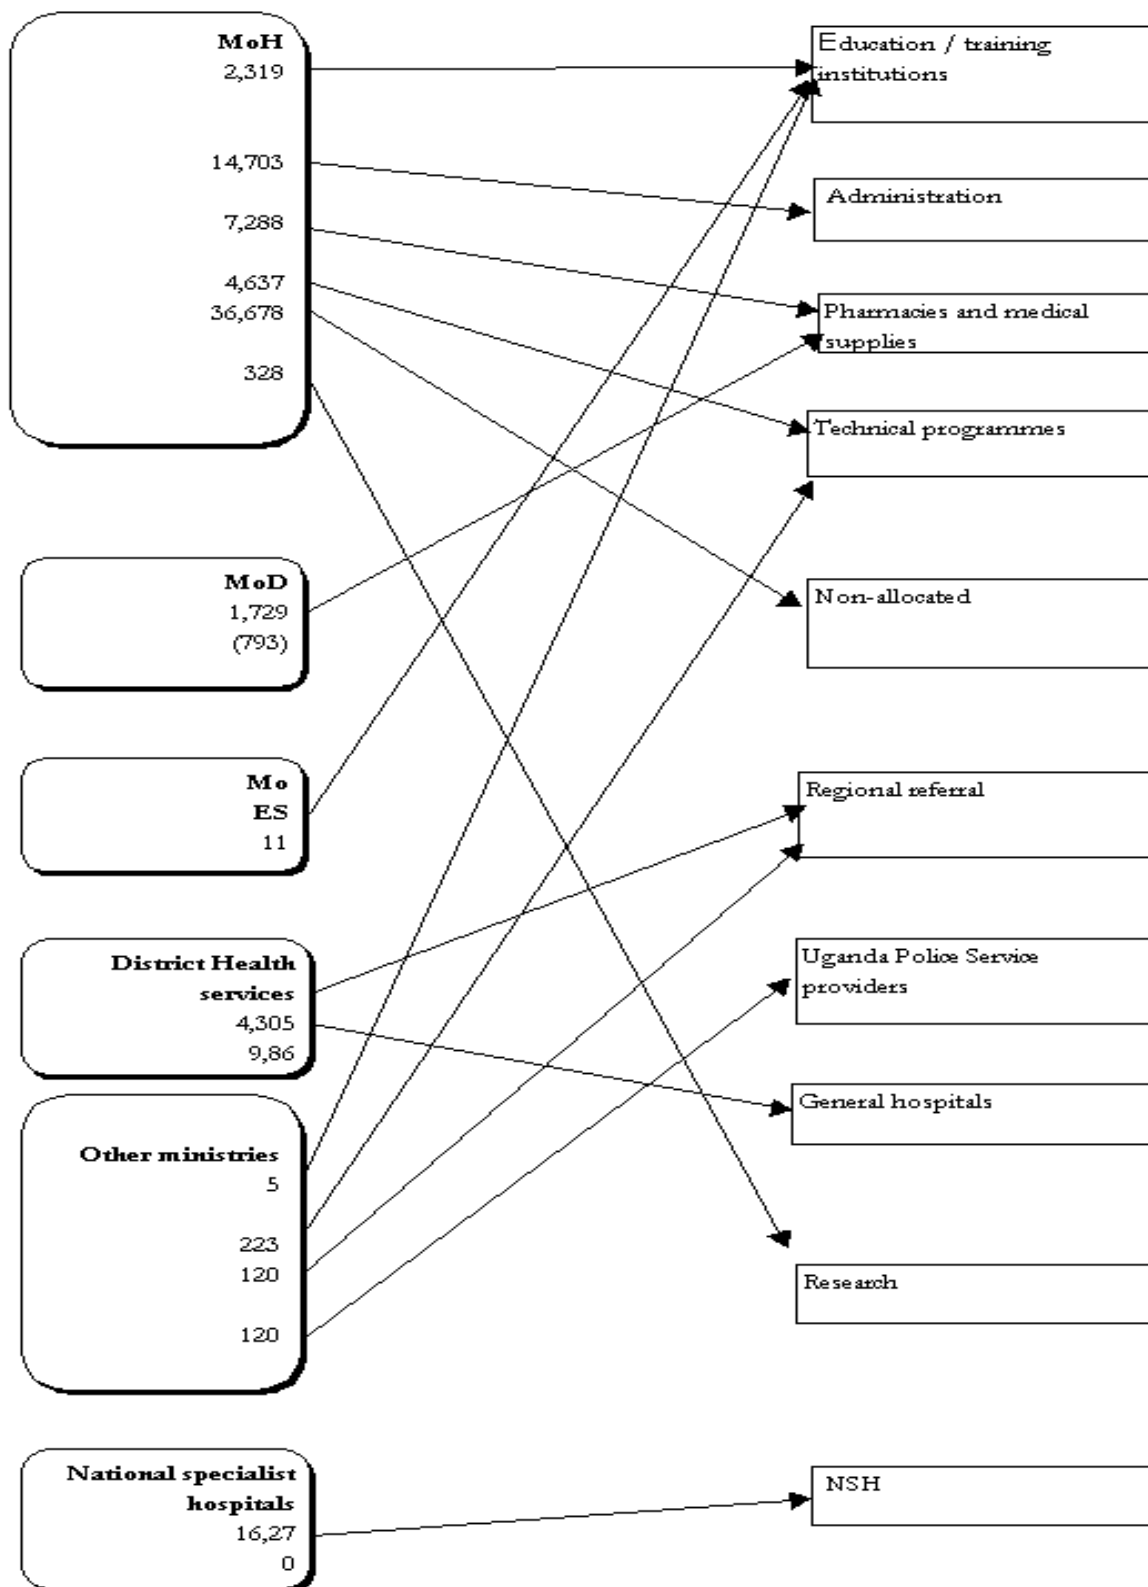 MoH
2,319
14,703
7,288
4,637
36,678
328
MoD
1,729
(793)
Mo
ES
11
District Health
services
4,305
9,86
Other ministries
5
223
120
120
National specialist
hospitals
16,27
0
Education / training
institutions
Administration
Pharmacies and medical
supplies
Technical programmes
Non-allocated
Regional referral
Uganda Police Service
providers
General hospitals
Research
NSH